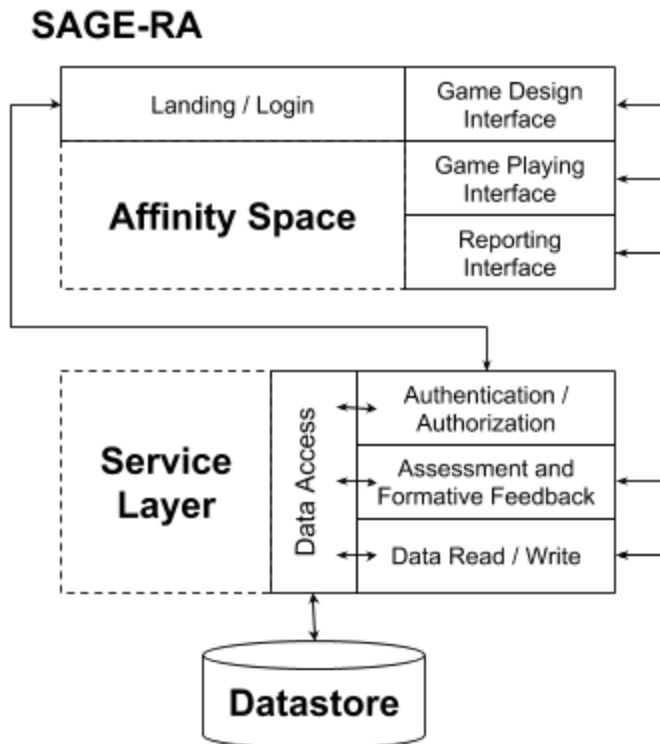 SAGE-RA
Landing / Login
Game Design
Interface
Affinity Space
Game Playing
Interface
Reporting
Interface
Service
Layer
Data Access
Authentication /
Authorization
Assessment and
Formative Feedback
Data Read / Write
Datastore